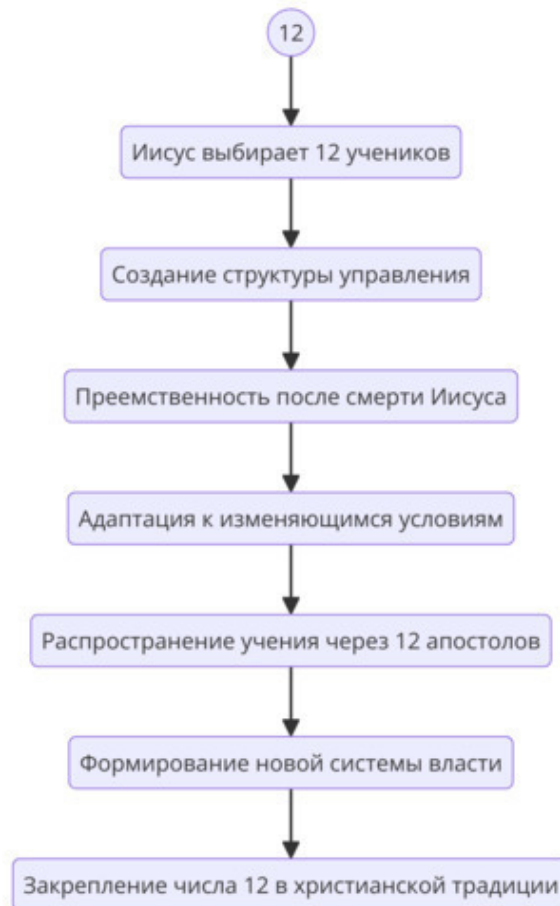 12
Иисус выбирает 12 учеников
Создание структуры управления
Преемственность после смерти Иисуса
Адаптация к изменяющимся условиям
Распространение учения через 12 апостолов
Формирование новой системы власти
Закрепление числа 12 в христианской традиции